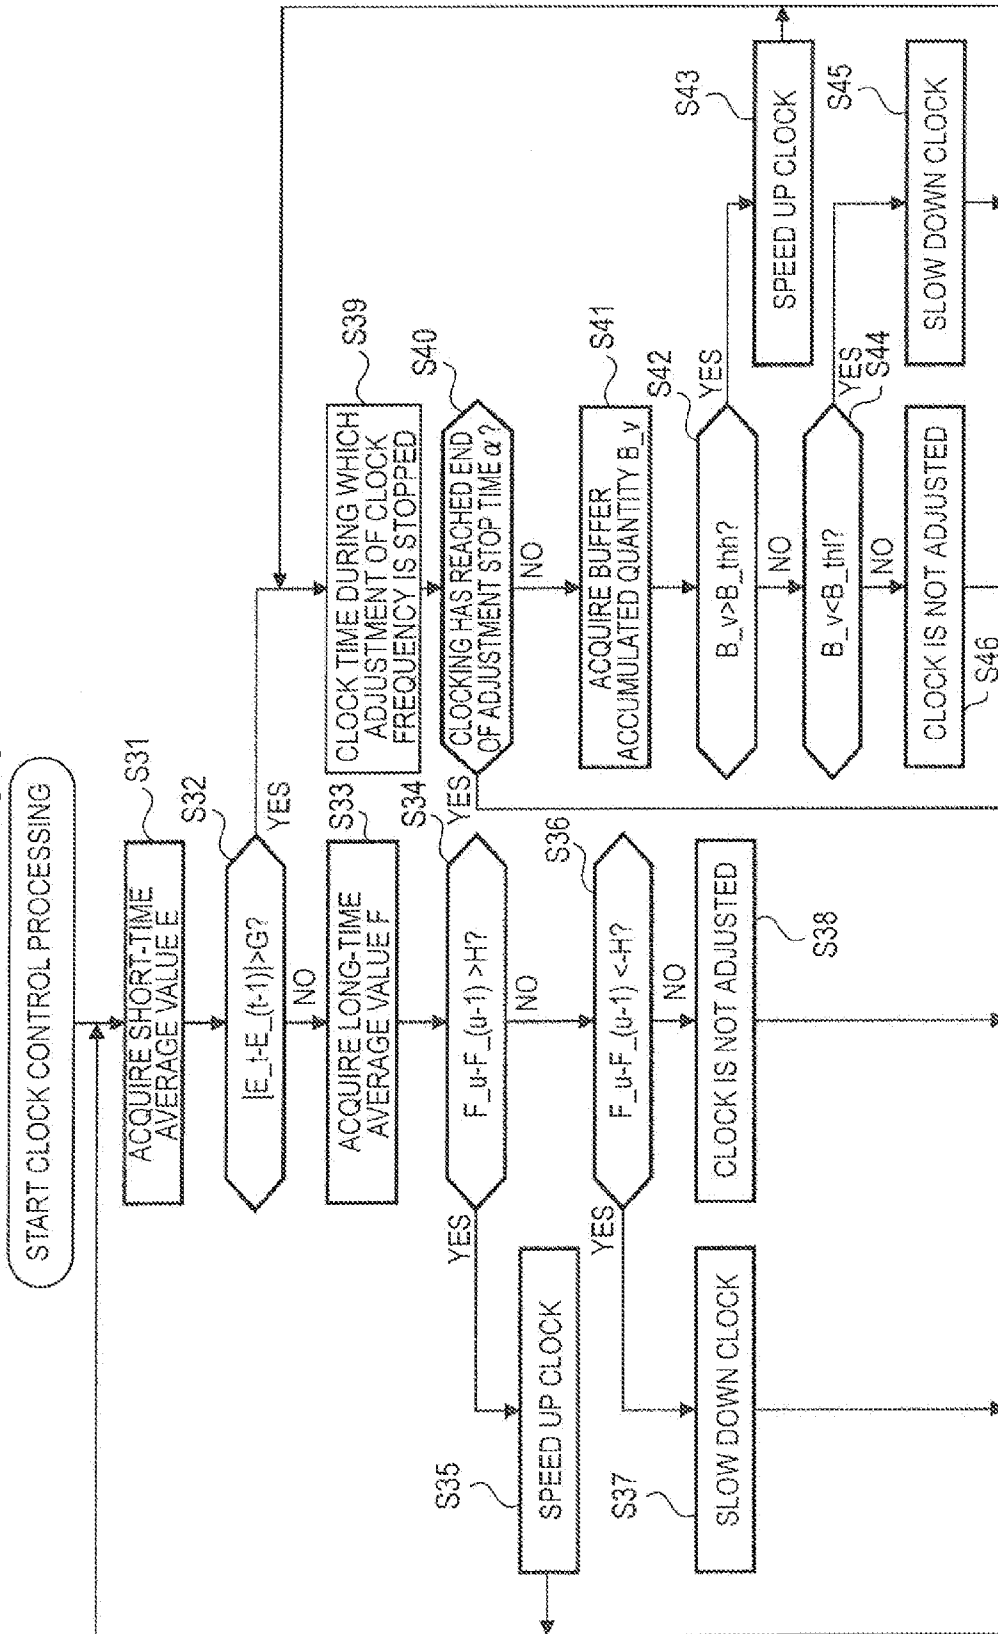 START CLOCK CONTROL PROCESSING
S31
ACQUIRE SHORT-TIME
AVERAGE VALUE E
S32
|E_t-E_(t-1)|>G?
YES
NO
S33
ACQUIRE LONG-TIME
AVERAGE VALUE F
S34
F_u-F_(u-1) >H?
YES
NO
S35
SPEED UP CLOCK
S36
F_u-F_(u-1) <-H?
YES
NO
S37
SLOW DOWN CLOCK
CLOCK IS NOT ADJUSTED
S38
S39
CLOCK TIME DURING WHICH
ADJUSTMENT OF CLOCK
FREQUENCY IS STOPPED
S40
CLOCKING HAS REACHED END
OF ADJUSTMENT STOP TIME α?
YES
NO
S41
ACQUIRE BUFFER
ACCUMULATED QUANTITY B_v
S42
B_v>B_thh?
YES
NO
S43
SPEED UP CLOCK
B_v<B_thl?
YES
S44
NO
S45
SLOW DOWN CLOCK
CLOCK IS NOT ADJUSTED
S46